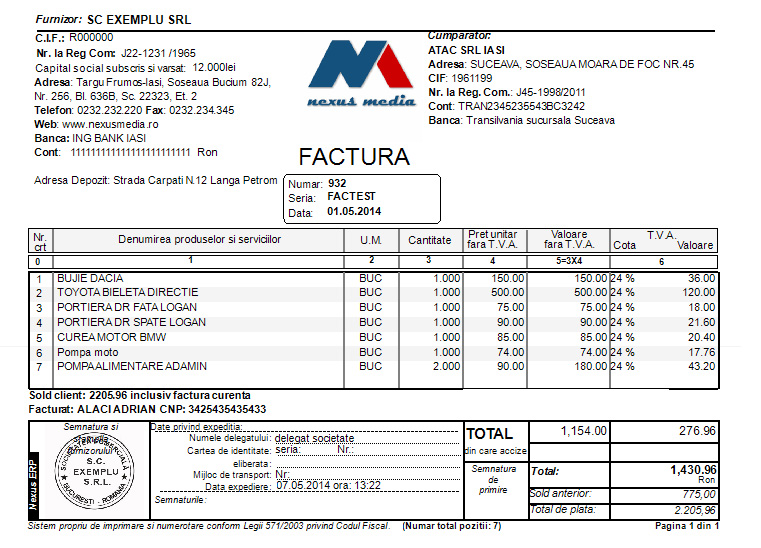 Furnizor: SC EXEMPLU SRL
C.I.F.: R000000
Nr. la Reg Com: J22-1231 /1965
Capital social subscris si varsat: 12.000lei
Adresa: Targu Frumos-Iasi, Soseaua Bucium 82J,
Nr. 256, Bl. 636B, Sc. 22323, Et. 2
Telefon: 0232.232.220 Fax: 0232.234.345
Web: www.nexusmedia.ro
Banca: ING BANK IASI
Cont: 111111111111111111111111 Ron
Adresa Depozit: Strada Carpati N.12 Langa Petrom
nexus media
Cumparator:
ATAC SRL IASI
Adresa: SUCEAVA, SOSEAUA MOARA DE FOC NR.45
CIF: 1961199
Nr. la Reg. Com.: J45-1998/2011
Cont: TRAN2345235543BC3242
Banca: Transilvania sucursala Suceava
FACTURA
Numar: 932
Seria: FACTEST
Data: 01.05.2014
Nr. crt Denumirea produselor si serviciilor U.M. Cantitate Pret unitar fara T.V.A. Valoare fara T.V.A. T.V.A. Cota Valoare
0 1 2 3 4 5=3X4 6
1 BUJIE DACIA BUC 1.000 150.00 150.00 24 % 36.00
2 TOYOTA BIELETA DIRECTIE BUC 1.000 500.00 500.00 24 % 120.00
3 PORTIERA DR FATA LOGAN BUC 1.000 75.00 75.00 24 % 18.00
4 PORTIERA DR SPATE LOGAN BUC 1.000 90.00 90.00 24 % 21.60
5 CUREA MOTOR BMW BUC 1.000 85.00 85.00 24 % 20.40
6 Pompa moto BUC 1.000 74.00 74.00 24 % 17.76
7 POMPA ALIMENTARE ADAMIN BUC 2.000 90.00 180.00 24 % 43.20
Sold client: 2205.96 inclusiv factura curenta
Facturat: ALACI ADRIAN CNP: 3425435435433
Nexus ERP
Semnatura si
stampila
furnizorului
SOCIETATEA COMERCIALA
S.C.
EXEMPLU
S.R.L.
BUCURESTI - ROMANIA
Date privind expeditia:
Numele delegatului: delegat societate
Cartea de identitate: seria: Nr.:
eliberata:
Mijloc de transport: Nr:
Data expediere: 07.05.2014 ora: 13:22
Semnaturile:
TOTAL 1,154.00 276.96
din care accize
Semnatura
de
primire
Total: 1,430.96
Ron
Sold anterior: 775,00
Total de plata: 2.205,96
Sistem propriu de imprimare si numerotare conform Legii 571/2003 privind Codul Fiscal. (Numar total pozitii: 7) Pagina 1 din 1